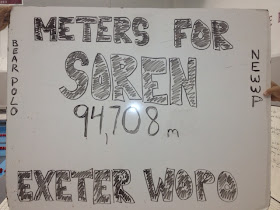 METERS FOR
SOREN
94,708 m
EXETER WOPO
BEAR POLO
NEWWP